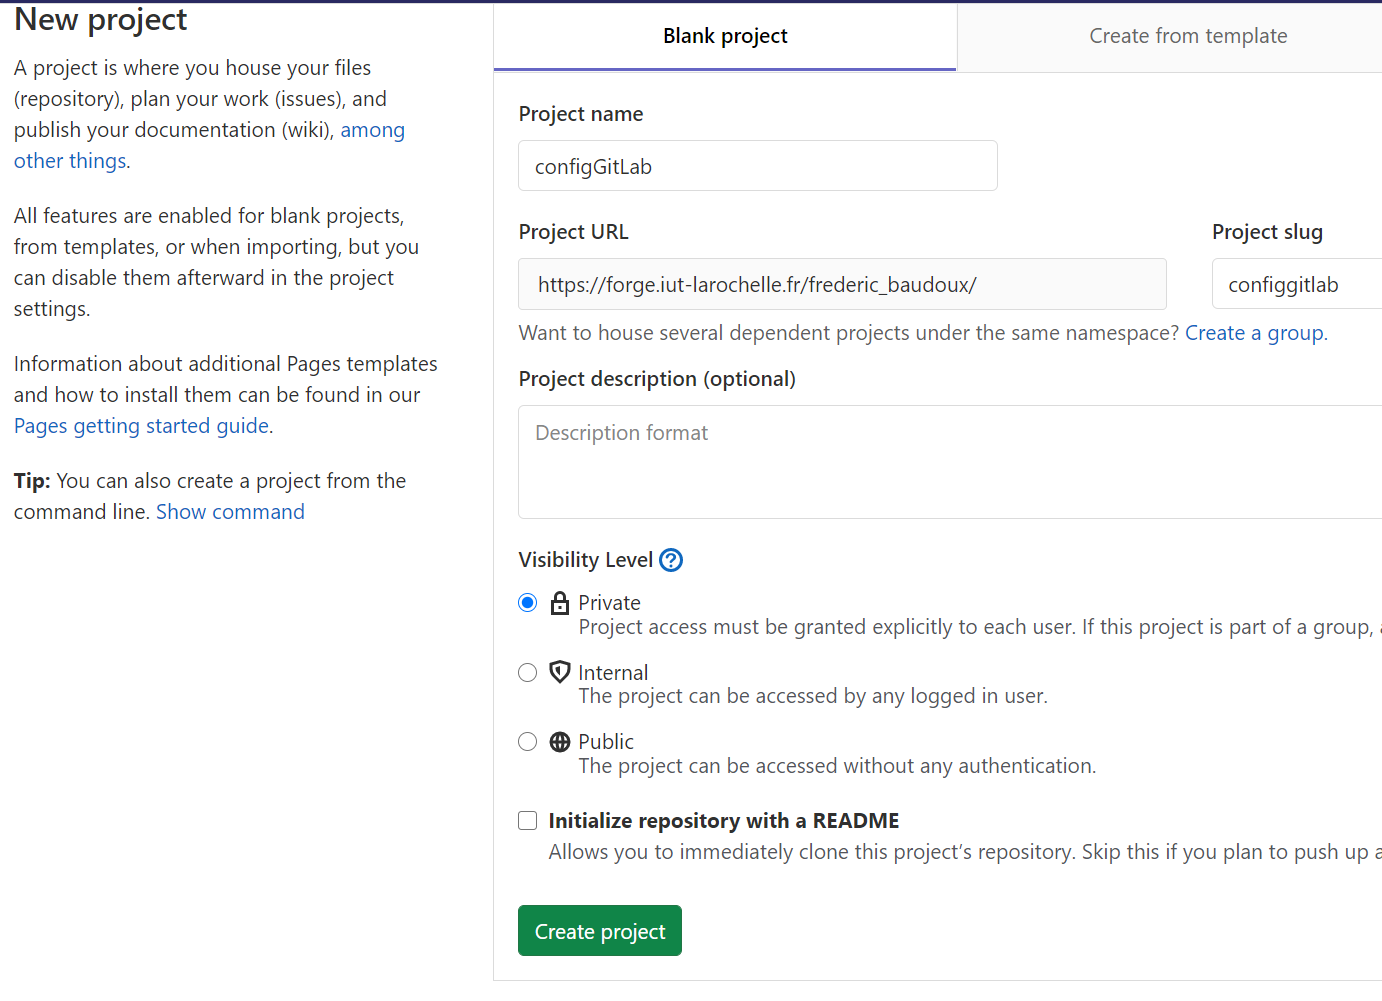 New project
A project is where you house your files
(repository), plan your work (issues), and
publish your documentation (wiki), among
other things.
All features are enabled for blank projects,
from templates, or when importing, but you
can disable them afterward in the project
settings.
Information about additional Pages templates
and how to install them can be found in our
Pages getting started guide.
Tip: You can also create a project from the
command line. Show command
Blank project
Create from template
Project name
configGitLab
Project URL
Project slug
https://forge.iut-larochelle.fr/frederic_baudoux/
configgitlab
Want to house several dependent projects under the same namespace? Create a group.
Project description (optional)
Description format
Visibility Level
Private
Project access must be granted explicitly to each user. If this project is part of a group,
Internal
The project can be accessed by any logged in user.
Public
The project can be accessed without any authentication.
Initialize repository with a README
Allows you to immediately clone this project’s repository. Skip this if you plan to push up
Create project